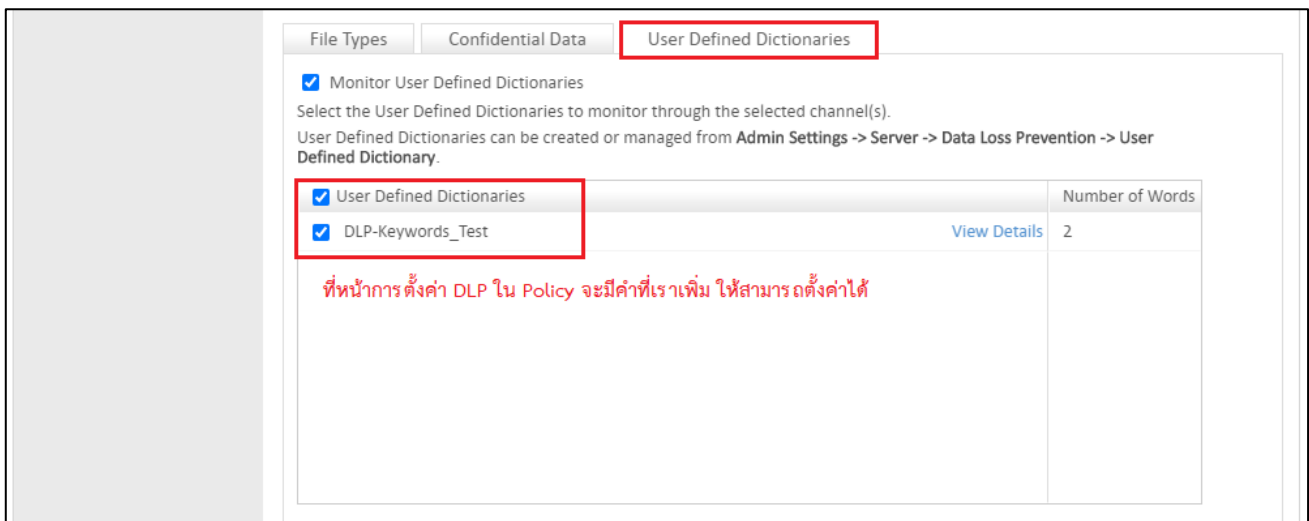 File Types Confidential Data User Defined Dictionaries
Monitor User Defined Dictionaries
Select the User Defined Dictionaries to monitor through the selected channel(s).
User Defined Dictionaries can be created or managed from Admin Settings -> Server -> Data Loss Prevention -> User
Defined Dictionary.
User Defined Dictionaries Number of Words
DLP-Keywords_Test View Details 2
ที่หน้าการตั้งค่า DLP ใน Policy จะมีคำที่เราเพิ่ม ให้สามารถตั้งค่าได้